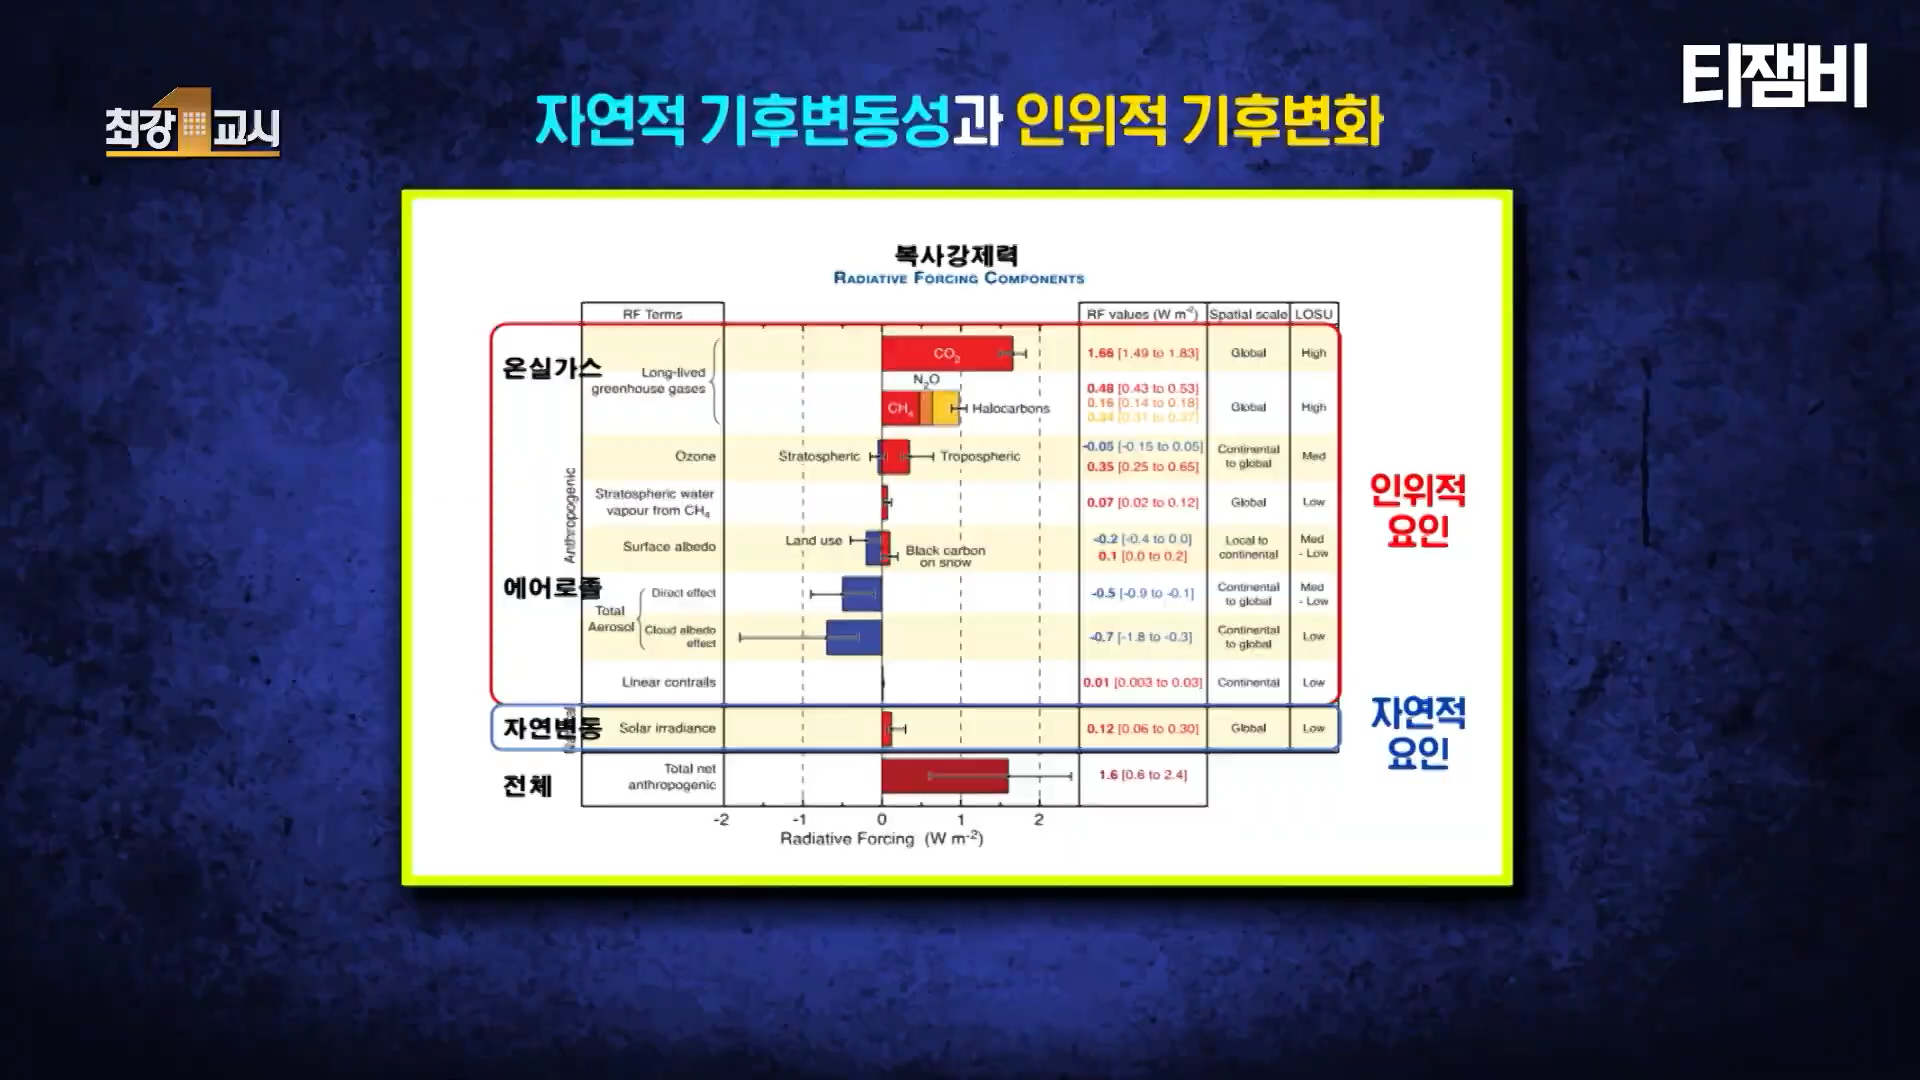 티잼비
최강1교시
자연적 기후변동성과 인위적 기후변화
복사강제력
RADIATIVE FORCING COMPONENTS
RF Terms
RF values (W m⁻²)
Spatial scale
LOSU
온실가스
Long-lived
greenhouse gases
CO₂
1.66 [1.49 to 1.83]
Global
High
N₂O
CH₄
Halocarbons
0.48 [0.43 to 0.53]
0.16 [0.14 to 0.18]
0.34 [0.31 to 0.37]
Global
High
Anthropogenic
Ozone
Stratospheric
Tropospheric
-0.05 [-0.15 to 0.05]
0.35 [0.25 to 0.65]
Continental
to global
Med
Stratospheric water
vapour from CH₄
0.07 [0.02 to 0.12]
Global
Low
인위적
요인
Surface albedo
Land use
Black carbon
on snow
-0.2 [-0.4 to 0.0]
0.1 [0.0 to 0.2]
Local to
continental
Med
- Low
에어로졸
Total
Aerosol
Direct effect
-0.5 [-0.9 to -0.1]
Continental
to global
Med
- Low
Cloud albedo
effect
-0.7 [-1.8 to -0.3]
Continental
to global
Low
Linear contrails
0.01 [0.003 to 0.03]
Continental
Low
자연변동
Solar irradiance
0.12 [0.06 to 0.30]
Global
Low
자연적
요인
전체
Total net
anthropogenic
1.6 [0.6 to 2.4]
-2 -1 0 1 2
Radiative Forcing (W m⁻²)